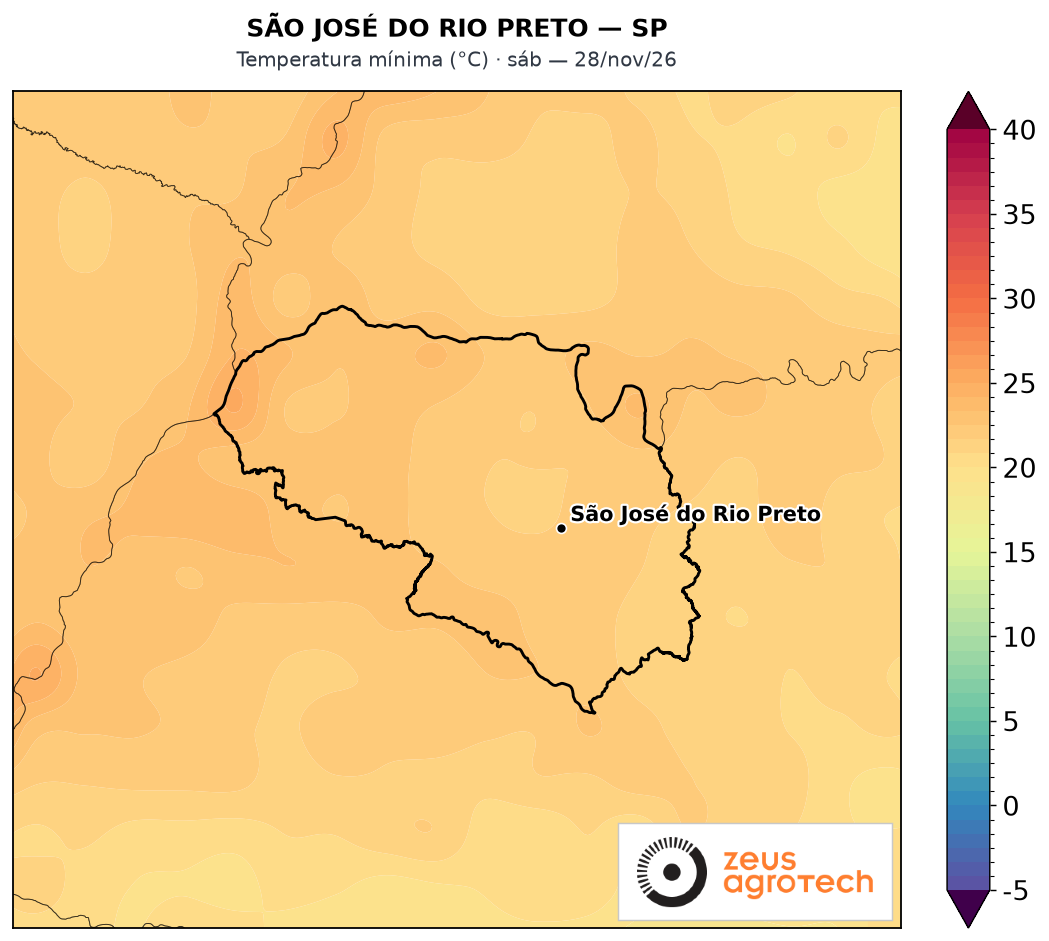 SÃO JOSÉ DO RIO PRETO — SP
Temperatura mínima (°C) · sáb — 28/nov/26
40
35
30
25
20
15
10
5
0
-5
São José do Rio Preto
zeus
agrotech